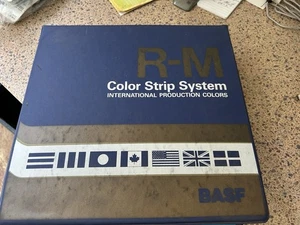 R-M
Color Strip System
INTERNATIONAL PRODUCTION COLORS
BASF